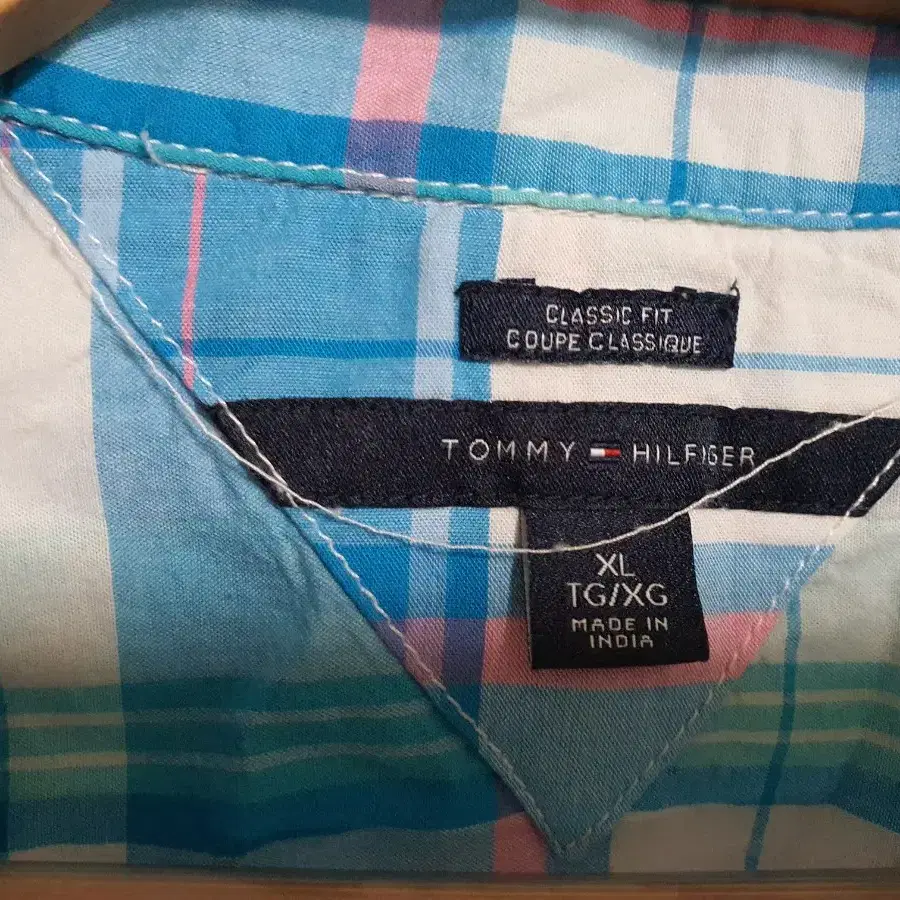 CLASSIC FIT
COUPE CLASSIQUE
TOMMY HILFIGER
XL
TG/XG
MADE IN
INDIA